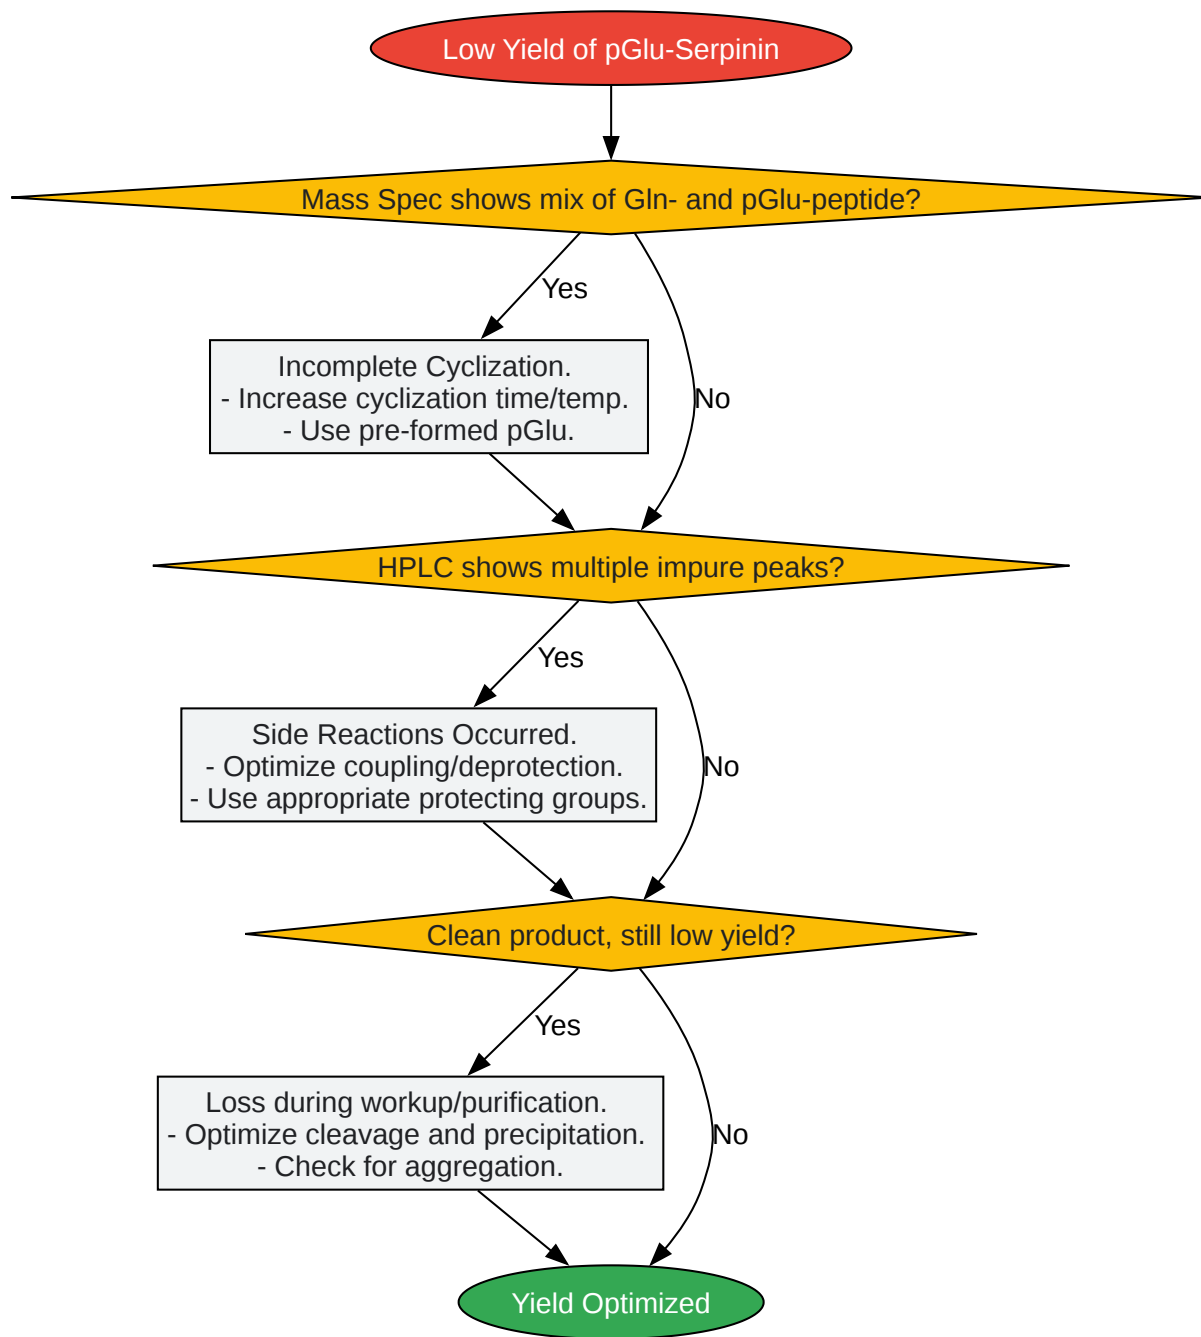 Low Yield of pGlu-Serpinin
Mass Spec shows mix of Gln- and pGlu-peptide?
Yes
Incomplete Cyclization.
- Increase cyclization time/temp.
- Use pre-formed pGlu.
No
HPLC shows multiple impure peaks?
Yes
Side Reactions Occurred.
- Optimize coupling/deprotection.
- Use appropriate protecting groups.
No
Clean product, still low yield?
Yes
Loss during workup/purification.
- Optimize cleavage and precipitation.
- Check for aggregation.
No
Yield Optimized